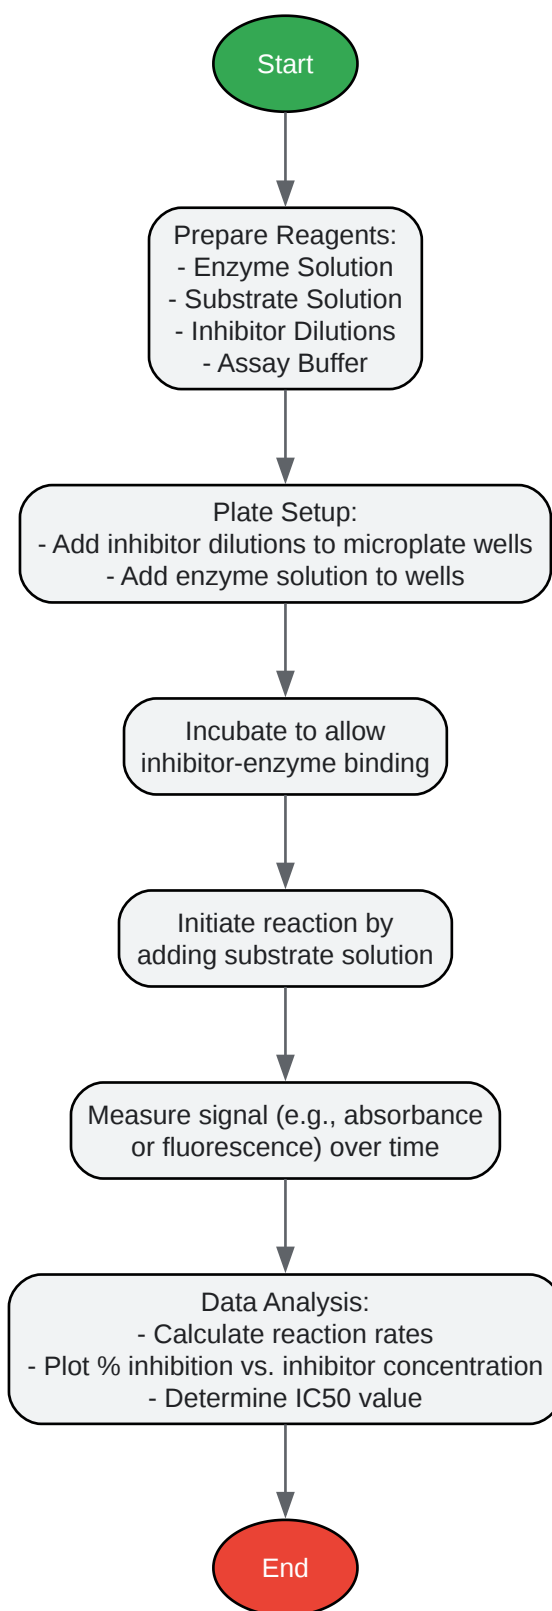 Start
Prepare Reagents:
- Enzyme Solution
- Substrate Solution
- Inhibitor Dilutions
- Assay Buffer
Plate Setup:
- Add inhibitor dilutions to microplate wells
- Add enzyme solution to wells
Incubate to allow
inhibitor-enzyme binding
Initiate reaction by
adding substrate solution
Measure signal (e.g., absorbance
or fluorescence) over time
Data Analysis:
- Calculate reaction rates
- Plot % inhibition vs. inhibitor concentration
- Determine IC50 value
End